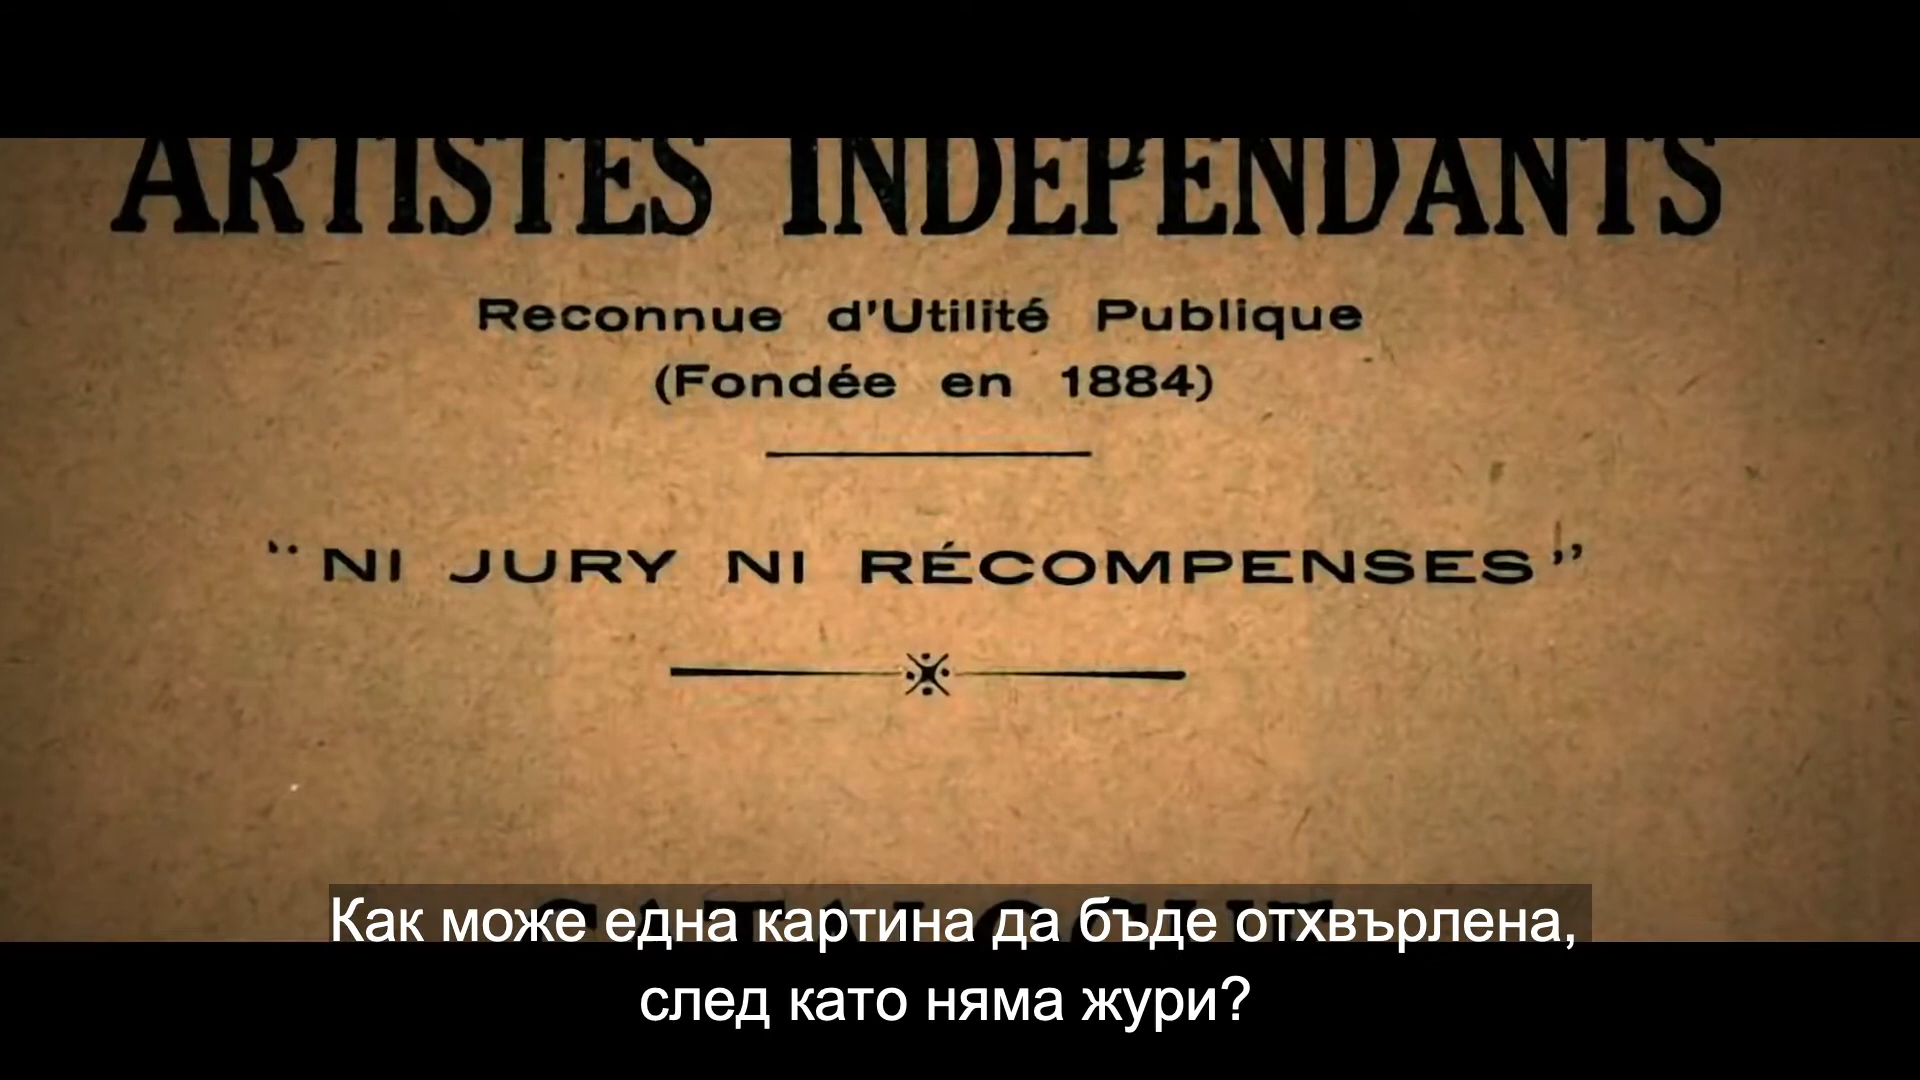 ARTISTES INDÉPENDANTS
Reconnue d'Utilité Publique
(Fondée en 1884)
"NI JURY NI RÉCOMPENSES"
CATALOGUE
Как може една картина да бъде отхвърлена,
след като няма жури?